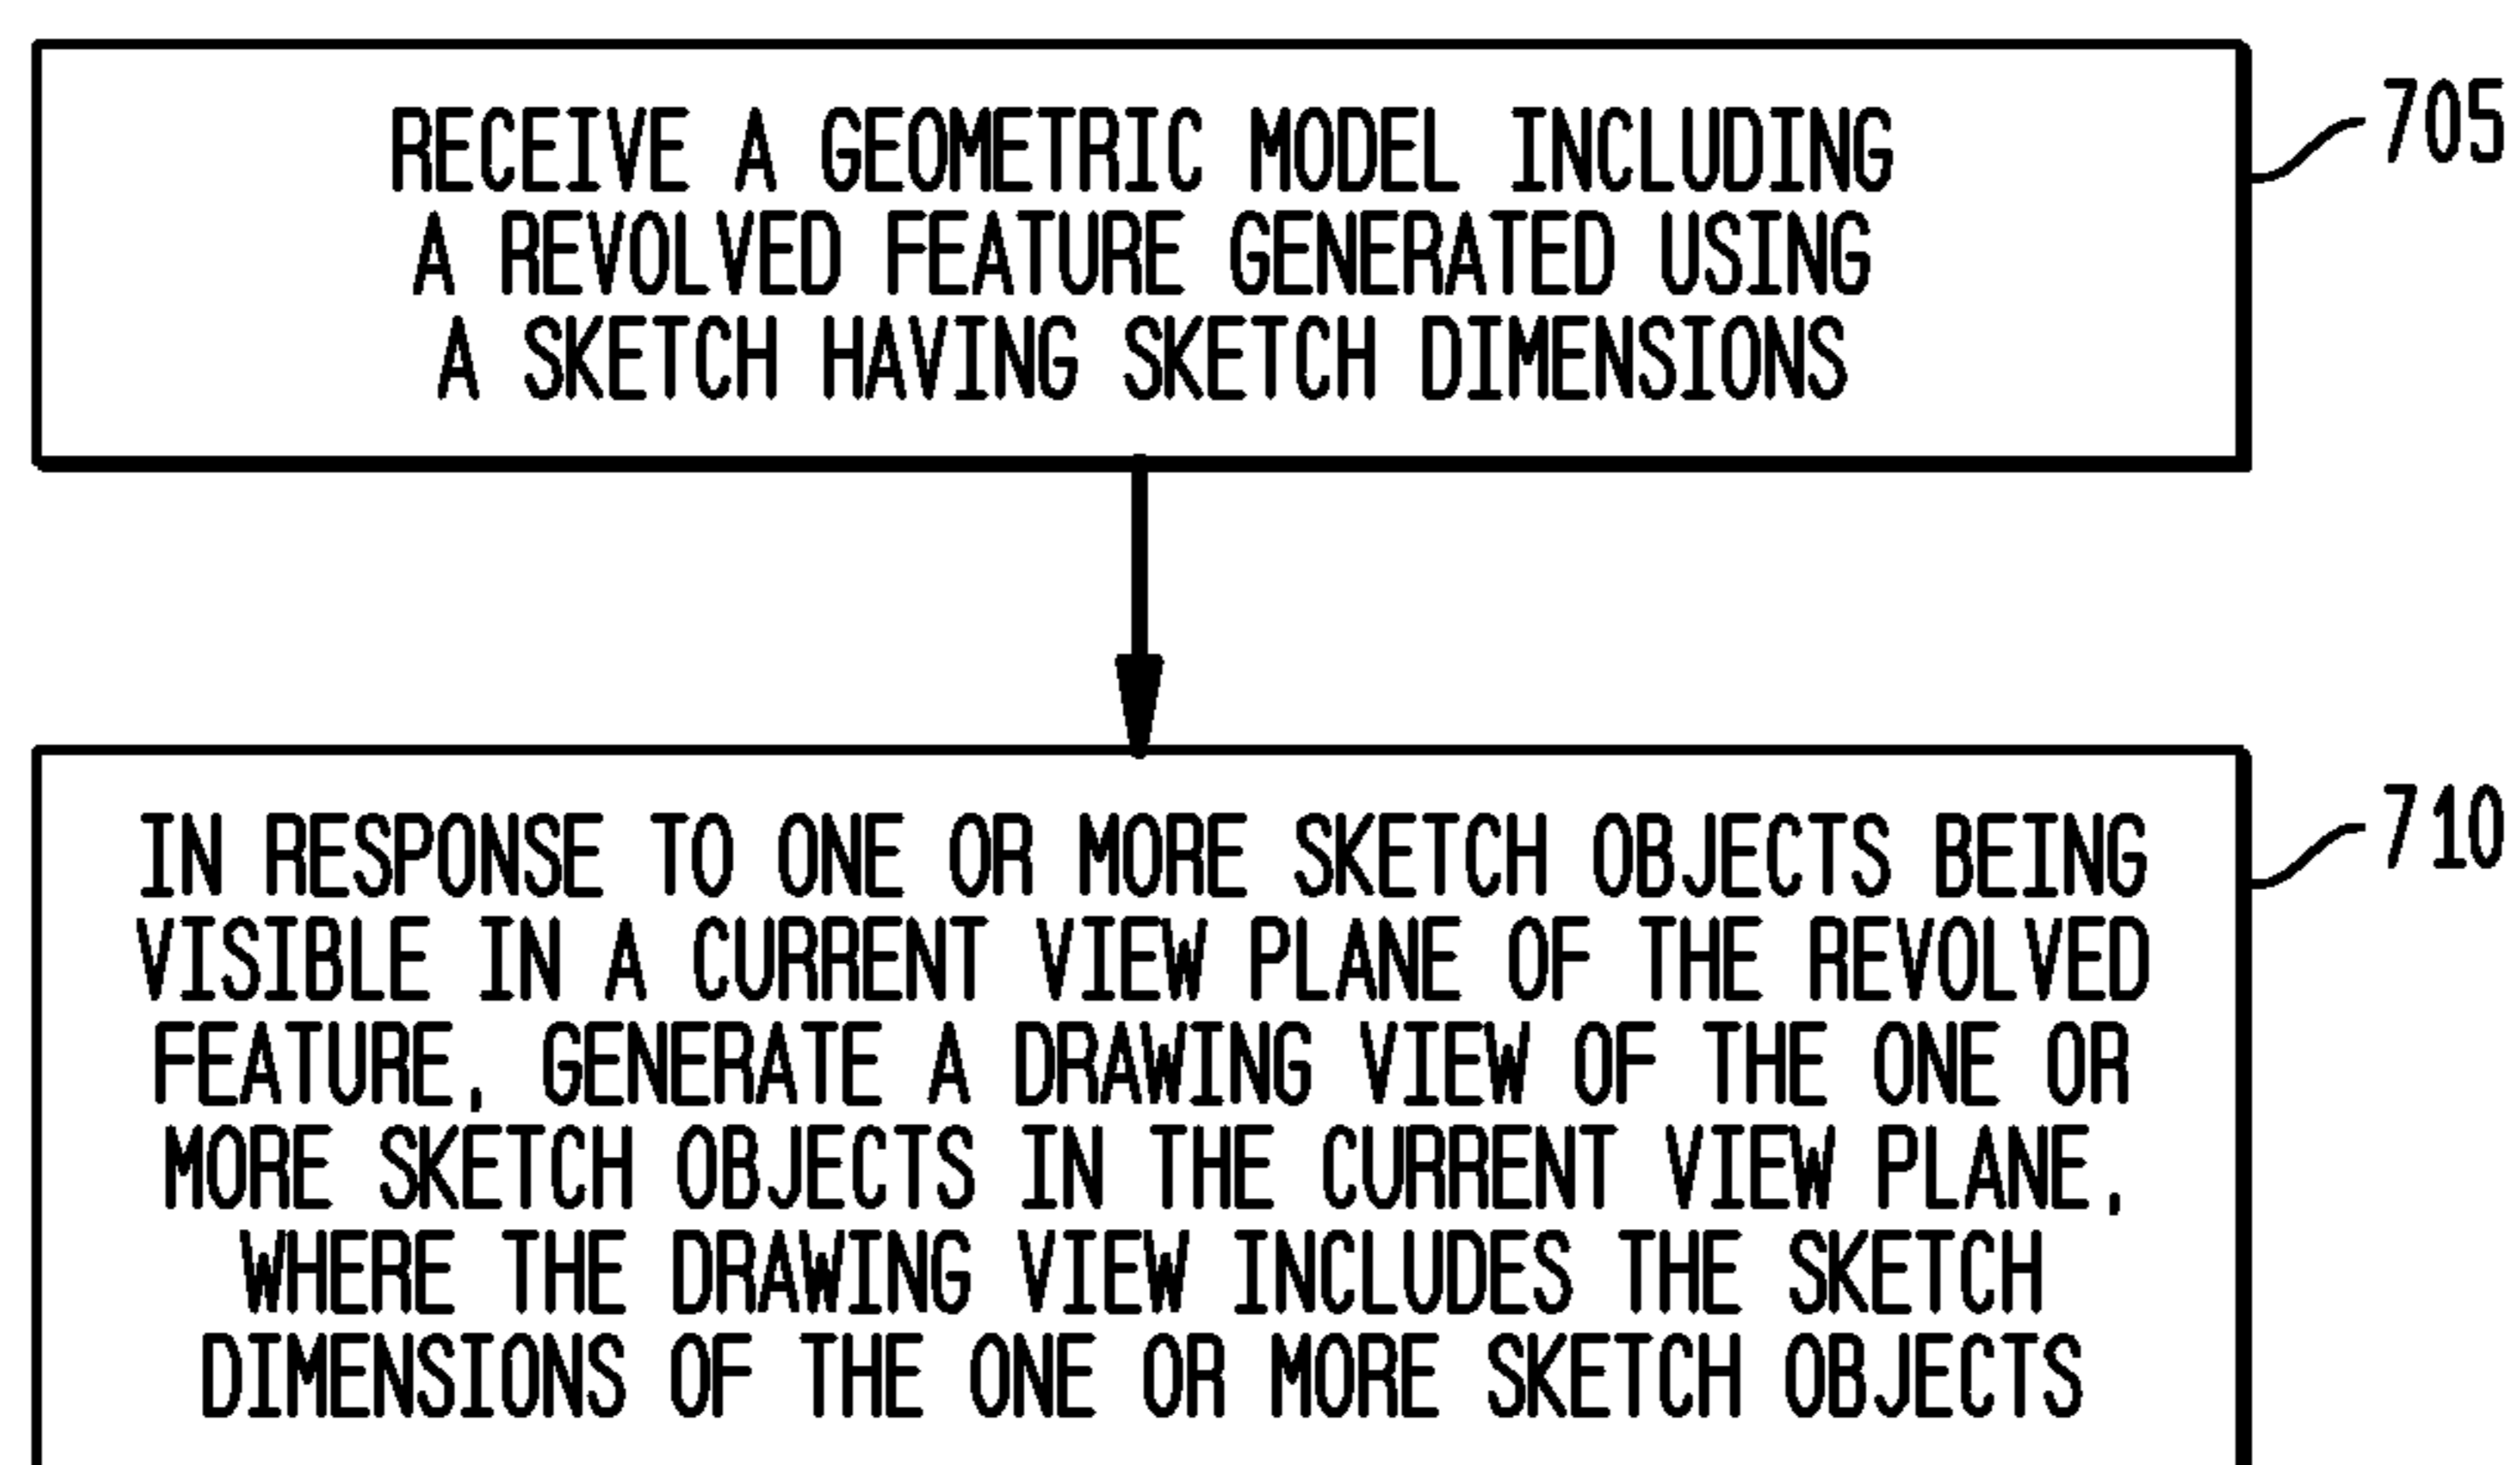 RECEIVE A GEOMETRIC MODEL INCLUDING
A REVOLVED FEATURE GENERATED USING
A SKETCH HAVING SKETCH DIMENSIONS
705
IN RESPONSE TO ONE OR MORE SKETCH OBJECTS BEING
VISIBLE IN A CURRENT VIEW PLANE OF THE REVOLVED
FEATURE, GENERATE A DRAWING VIEW OF THE ONE OR
MORE SKETCH OBJECTS IN THE CURRENT VIEW PLANE,
WHERE THE DRAWING VIEW INCLUDES THE SKETCH
DIMENSIONS OF THE ONE OR MORE SKETCH OBJECTS
710